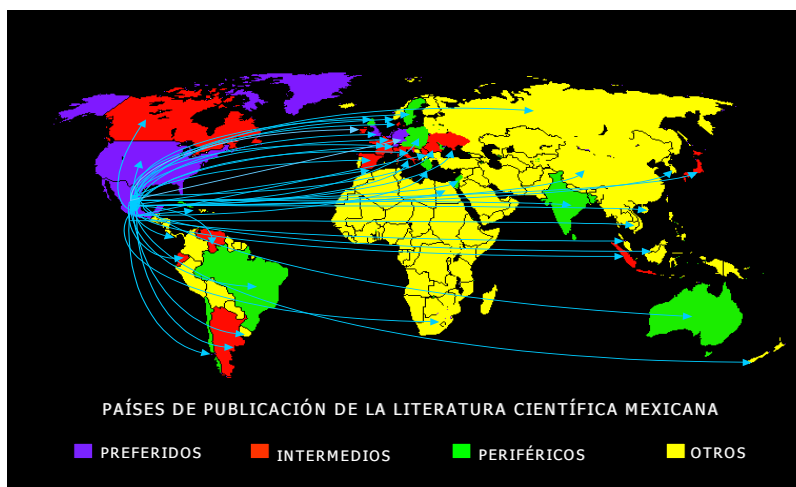 PAÍSES DE PUBLICACIÓN DE LA LITERATURA CIENTÍFICA MEXICANA
PREFERIDOS INTERMEDIOS PERIFÉRICOS OTROS